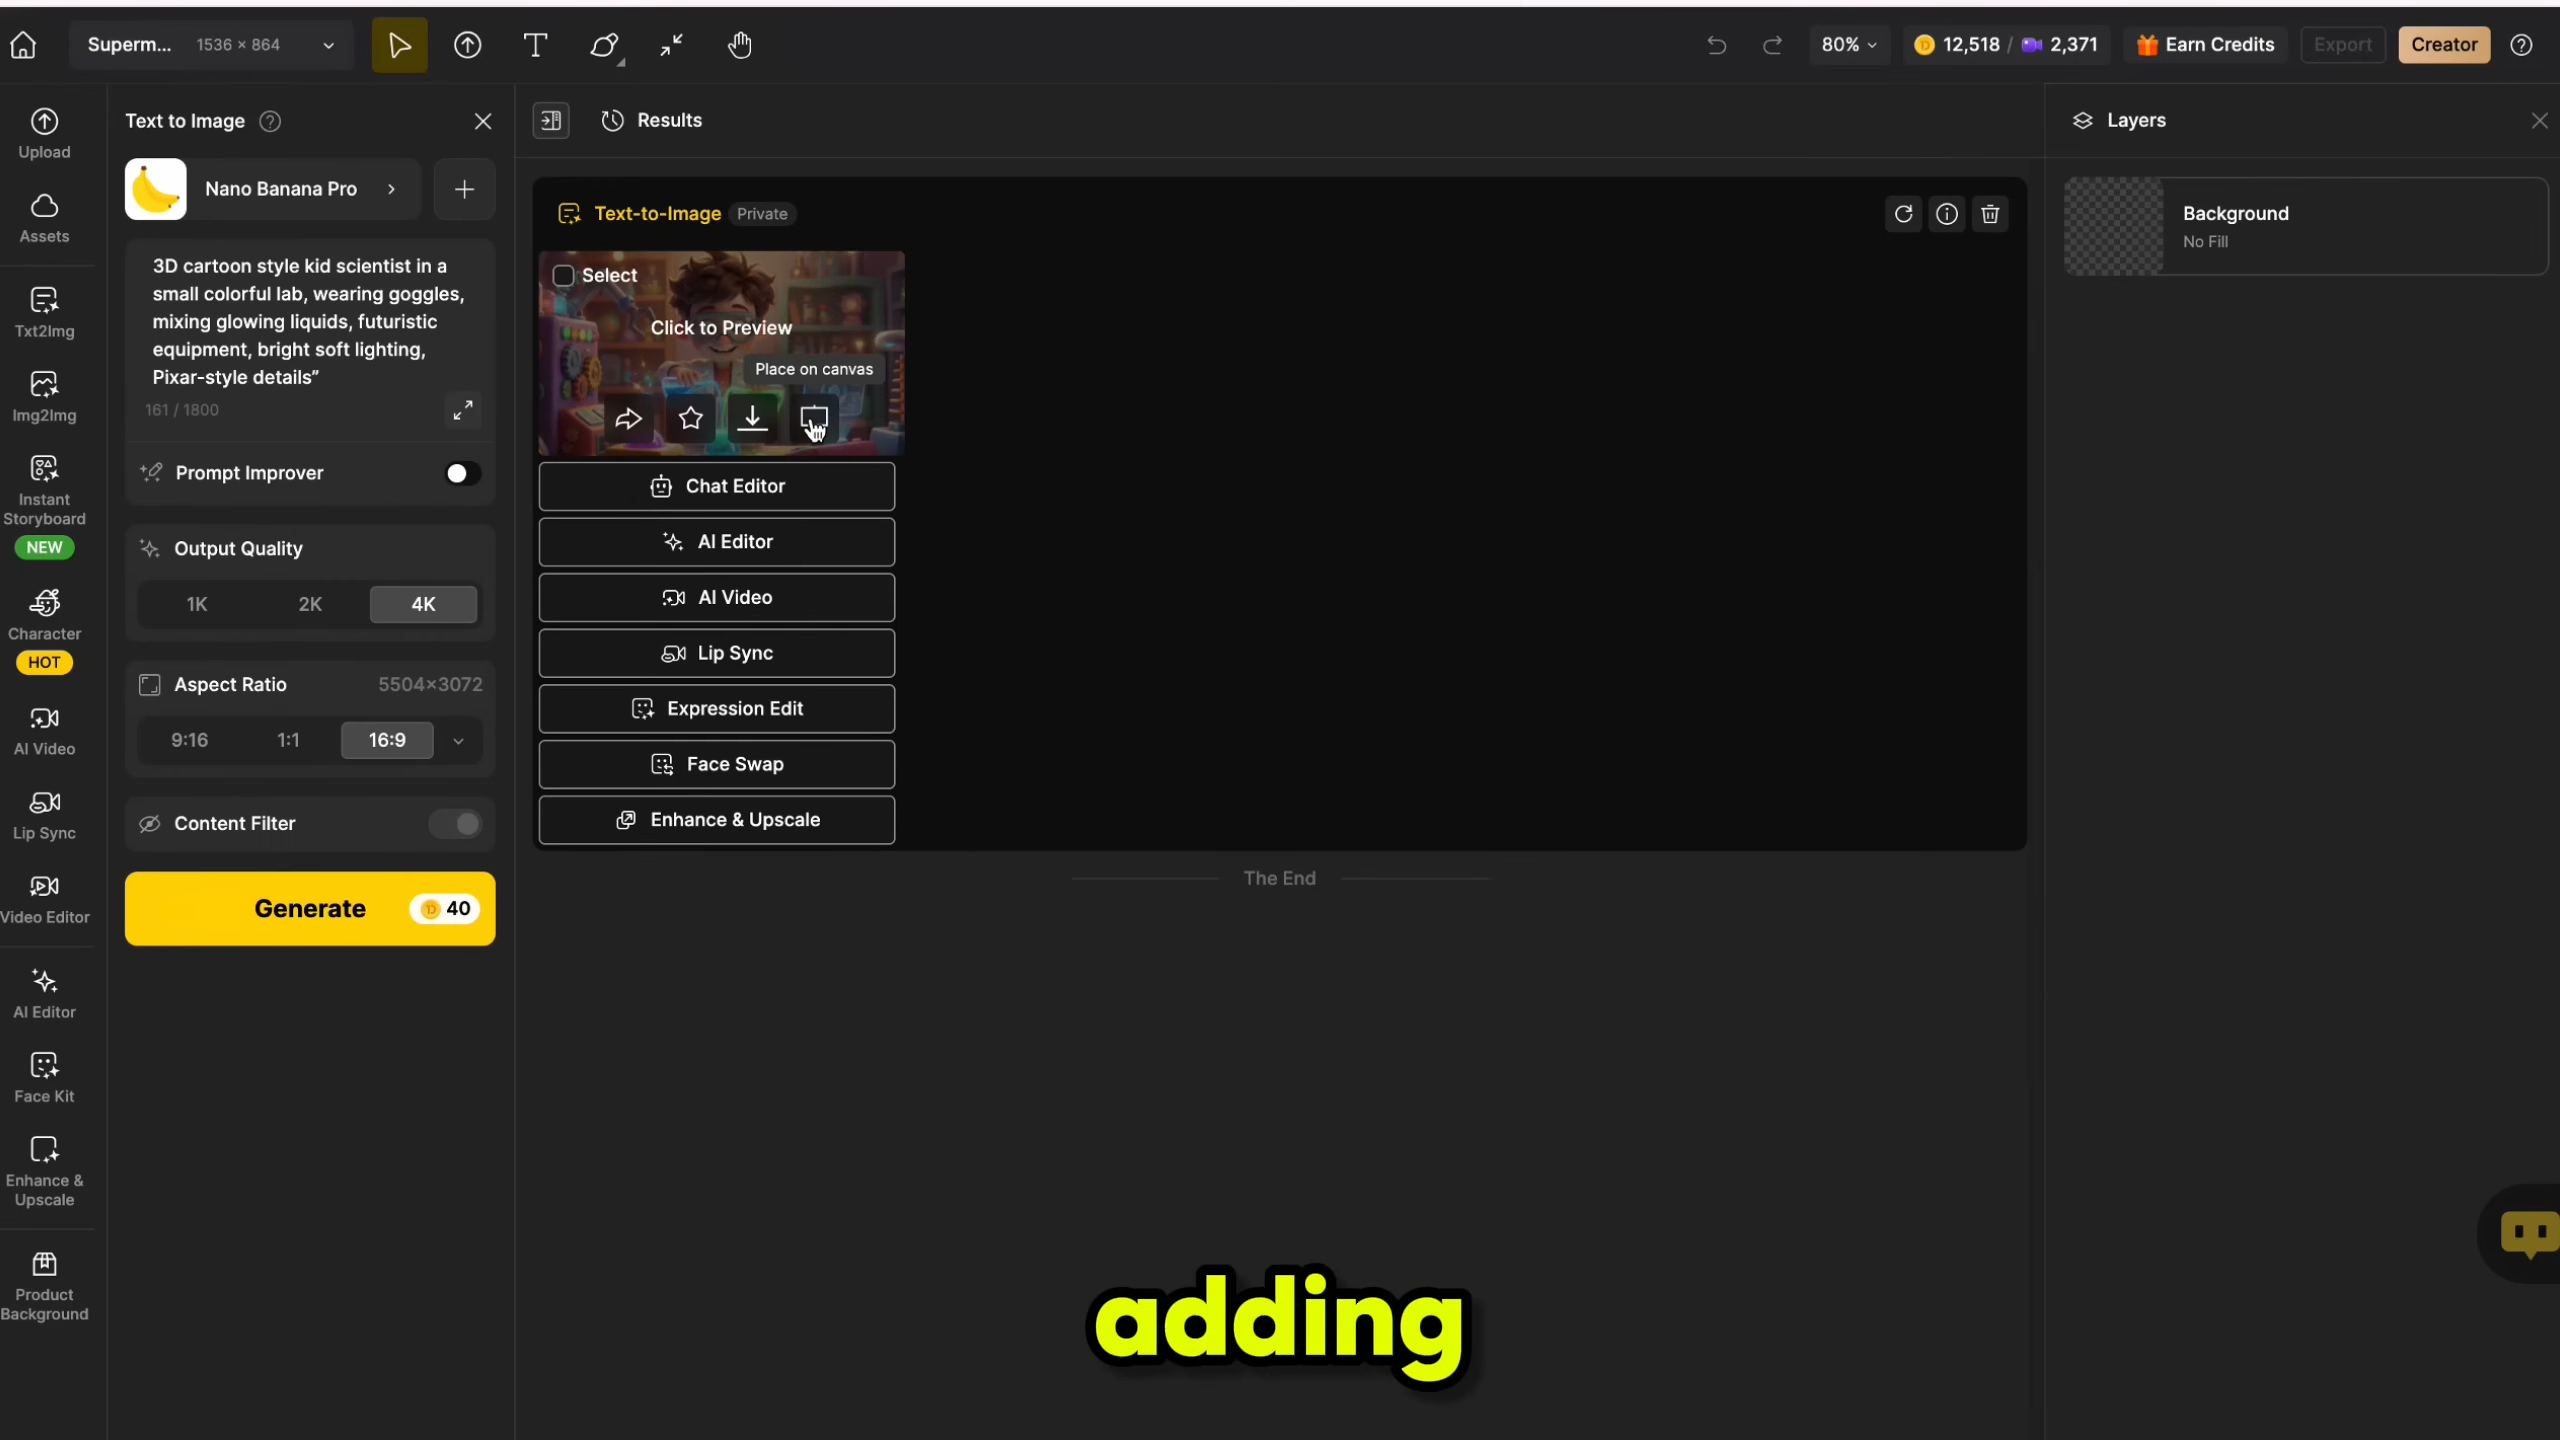 Superm... 1536 × 864
80%
12,518 / 2,371
Earn Credits
Export
Creator
Upload
Assets
Txt2Img
Img2Img
Instant
Storyboard
NEW
Character
HOT
AI Video
Lip Sync
Video Editor
AI Editor
Face Kit
Enhance &
Upscale
Product
Background
Text to Image
Nano Banana Pro
3D cartoon style kid scientist in a
small colorful lab, wearing goggles,
mixing glowing liquids, futuristic
equipment, bright soft lighting,
Pixar-style details”
161 / 1800
Prompt Improver
Output Quality
1K 2K 4K
Aspect Ratio 5504×3072
9:16 1:1 16:9
Content Filter
Generate 40
Results
Text-to-Image Private
Select
Click to Preview
Place on canvas
Chat Editor
AI Editor
AI Video
Lip Sync
Expression Edit
Face Swap
Enhance & Upscale
The End
Layers
Background
No Fill
adding